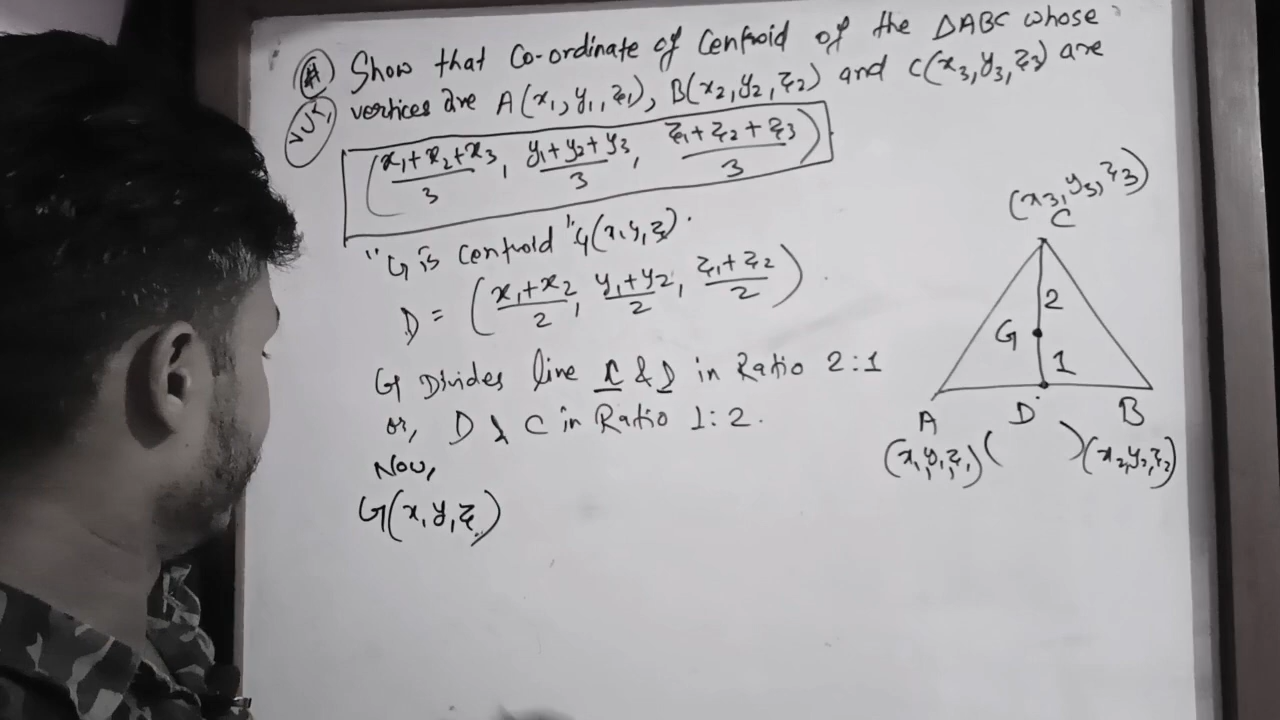 # Show that Co-ordinate of Centroid of the ΔABC whose
V.V.I vertices are A(x₁, y₁, z₁), B(x₂, y₂, z₂) and C(x₃, y₃, z₃) are
(x₁+x₂+x₃/3, y₁+y₂+y₃/3, z₁+z₂+z₃/3)
"G is centroid" G(x,y,z).
D = (x₁+x₂/2, y₁+y₂/2, z₁+z₂/2)
G Divides line C & D in Ratio 2:1
or, D & C in Ratio 1:2.
Now,
G(x,y,z)
(x₃,y₃,z₃)
C
2
G
1
A D B
(x₁,y₁,z₁) ( ) (x₂,y₂,z₂)